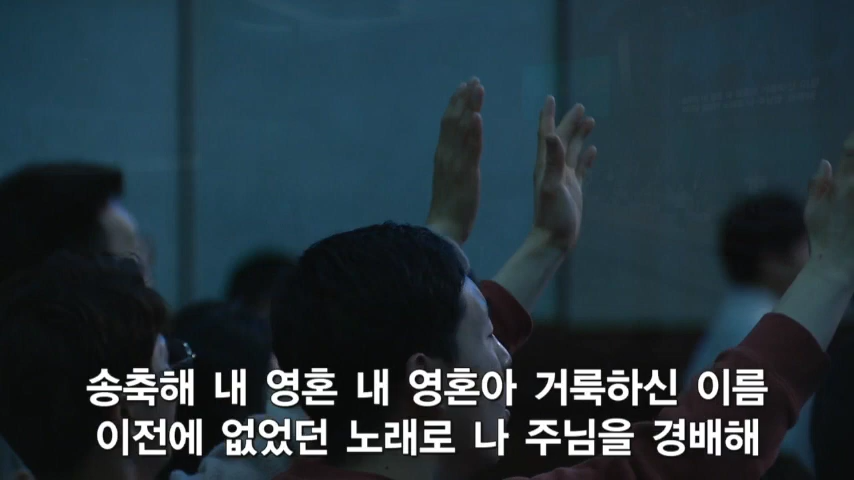 송축해 내 영혼 내 영혼아 거룩하신 이름
이전에 없었던 노래로 나 주님을 경배해